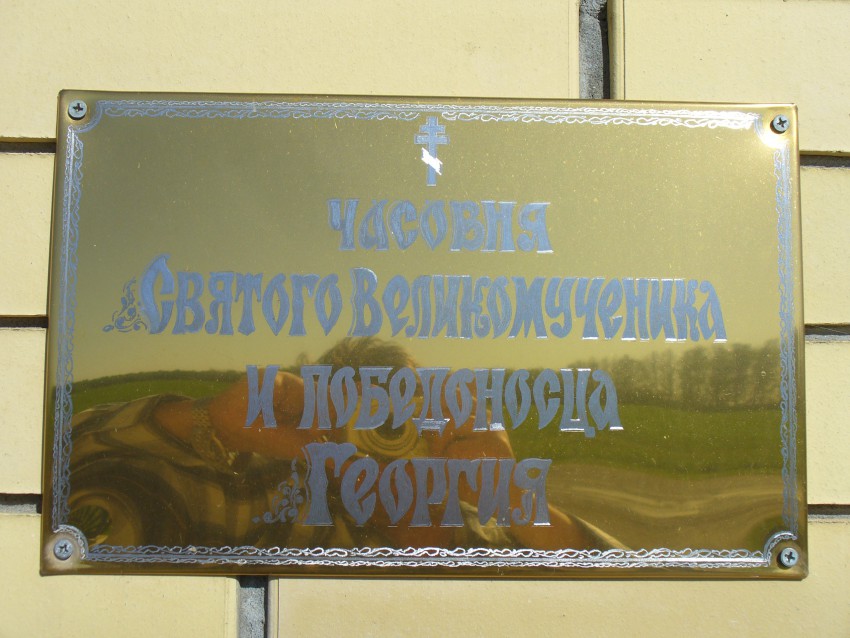 Часовня
Святого Великомученика
и победоносца
Георгия